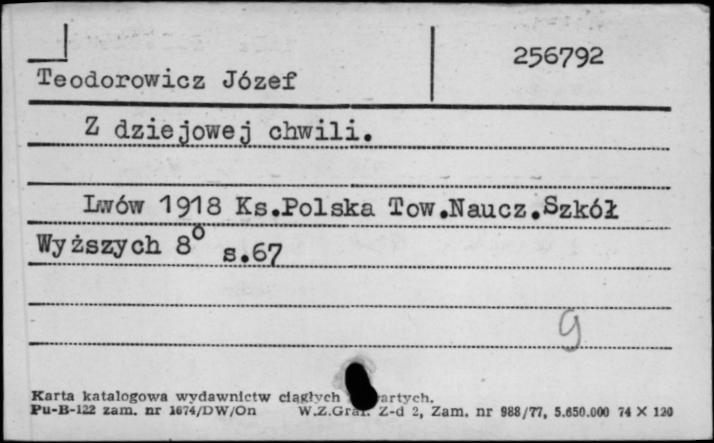 256792
Teodorowicz Józef
Z dziejowej chwili.
Lwów 1918 Ks.Polska Tow.Naucz.Szkół
Wyższych 8° s.67
g
Karta katalogowa wydawnictw ciągłych
Pu-B-122 zam. nr 1674/DW/On W.Z.Graf. Z-d 2, Zam. nr 988/77, 5.650.000 74 X 120